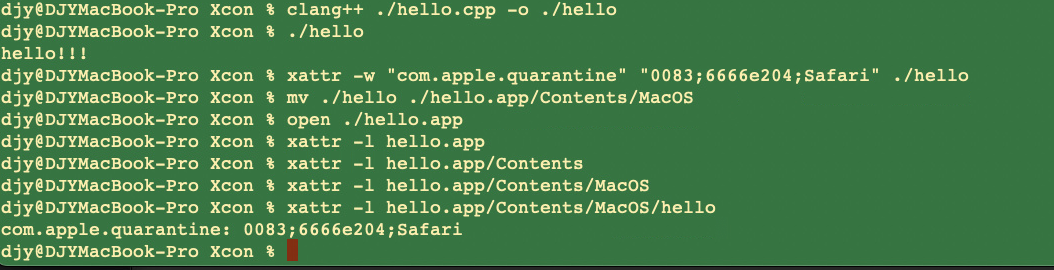 djy@DJYMacBook-Pro Xcon % clang++ ./hello.cpp -o ./hello
djy@DJYMacBook-Pro Xcon % ./hello
hello!!!
djy@DJYMacBook-Pro Xcon % xattr -w "com.apple.quarantine" "0083;6666e204;Safari" ./hello
djy@DJYMacBook-Pro Xcon % mv ./hello ./hello.app/Contents/MacOS
djy@DJYMacBook-Pro Xcon % open ./hello.app
djy@DJYMacBook-Pro Xcon % xattr -l hello.app
djy@DJYMacBook-Pro Xcon % xattr -l hello.app/Contents
djy@DJYMacBook-Pro Xcon % xattr -l hello.app/Contents/MacOS
djy@DJYMacBook-Pro Xcon % xattr -l hello.app/Contents/MacOS/hello
com.apple.quarantine: 0083;6666e204;Safari
djy@DJYMacBook-Pro Xcon %